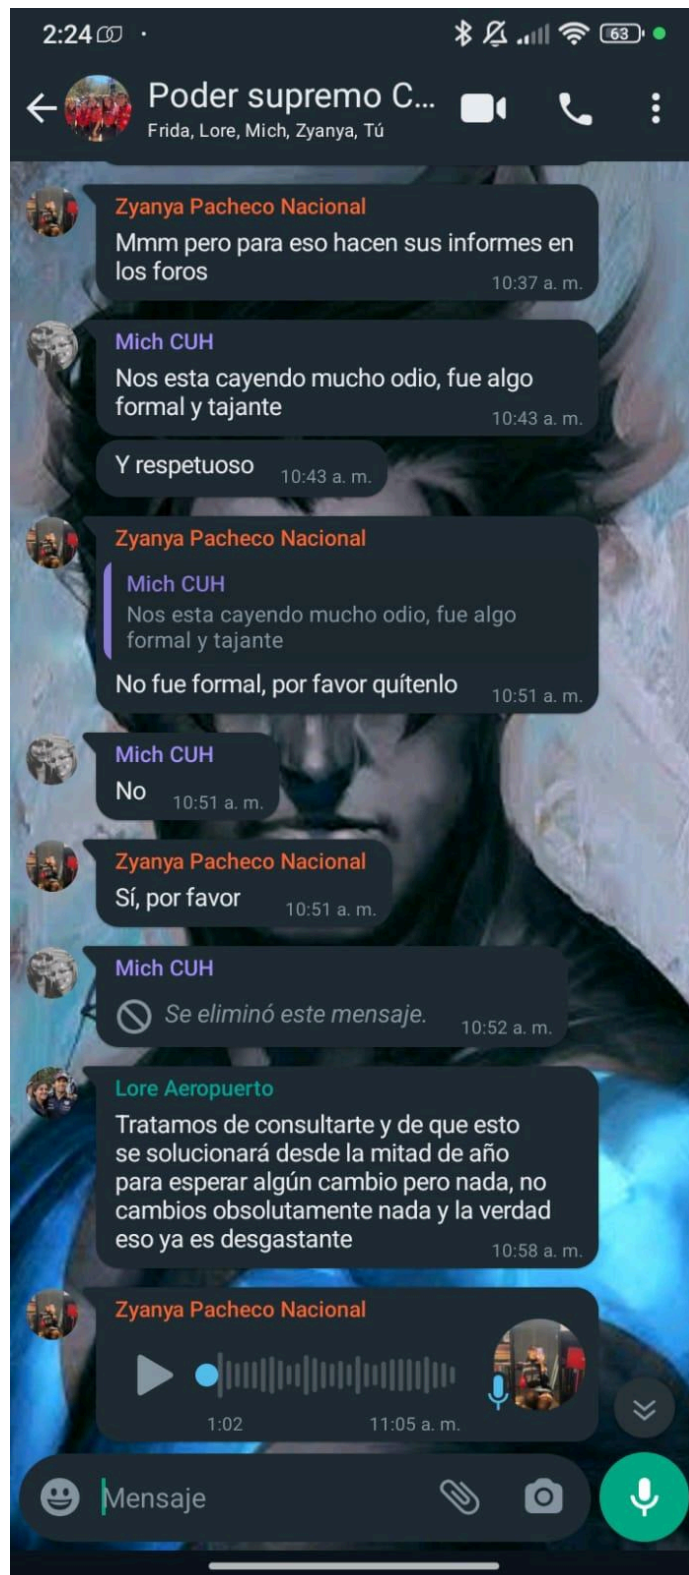 2:24
63
Poder supremo C...
Frida, Lore, Mich, Zyanya, Tú
Zyanya Pacheco Nacional
Mmm pero para eso hacen sus informes en
los foros
10:37 a. m.
Mich CUH
Nos esta cayendo mucho odio, fue algo
formal y tajante
10:43 a. m.
Y respetuoso 10:43 a. m.
Zyanya Pacheco Nacional
Mich CUH
Nos esta cayendo mucho odio, fue algo
formal y tajante
No fue formal, por favor quítenlo 10:51 a. m.
Mich CUH
No 10:51 a. m.
Zyanya Pacheco Nacional
Sí, por favor 10:51 a. m.
Mich CUH
Se eliminó este mensaje. 10:52 a. m.
Lore Aeropuerto
Tratamos de consultarte y de que esto
se solucionará desde la mitad de año
para esperar algún cambio pero nada, no
cambios obsolutamente nada y la verdad
eso ya es desgastante
10:58 a. m.
Zyanya Pacheco Nacional
1:02 11:05 a. m.
Mensaje